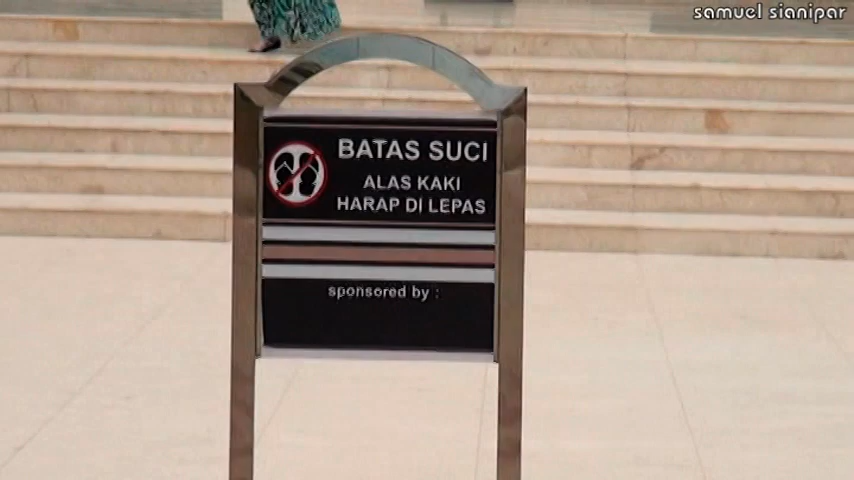 samuel sianipar
BATAS SUCI
ALAS KAKI
HARAP DI LEPAS
sponsored by :